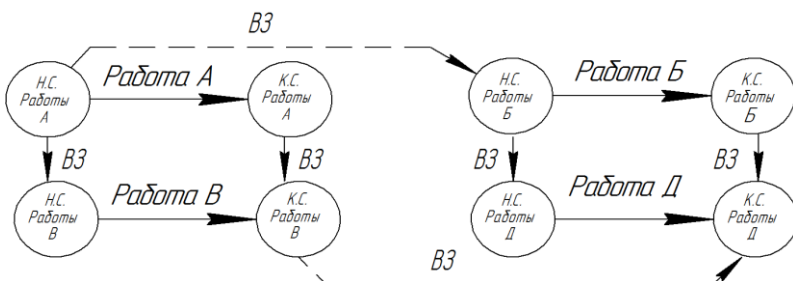 ВЗ
Н.С.
Работы
А
Работа А
К.С.
Работы
А
Н.С.
Работы
Б
Работа Б
К.С.
Работы
Б
ВЗ
ВЗ
ВЗ
ВЗ
Н.С.
Работы
В
Работа В
К.С.
Работы
В
Н.С.
Работы
Д
Работа Д
К.С.
Работы
Д
ВЗ